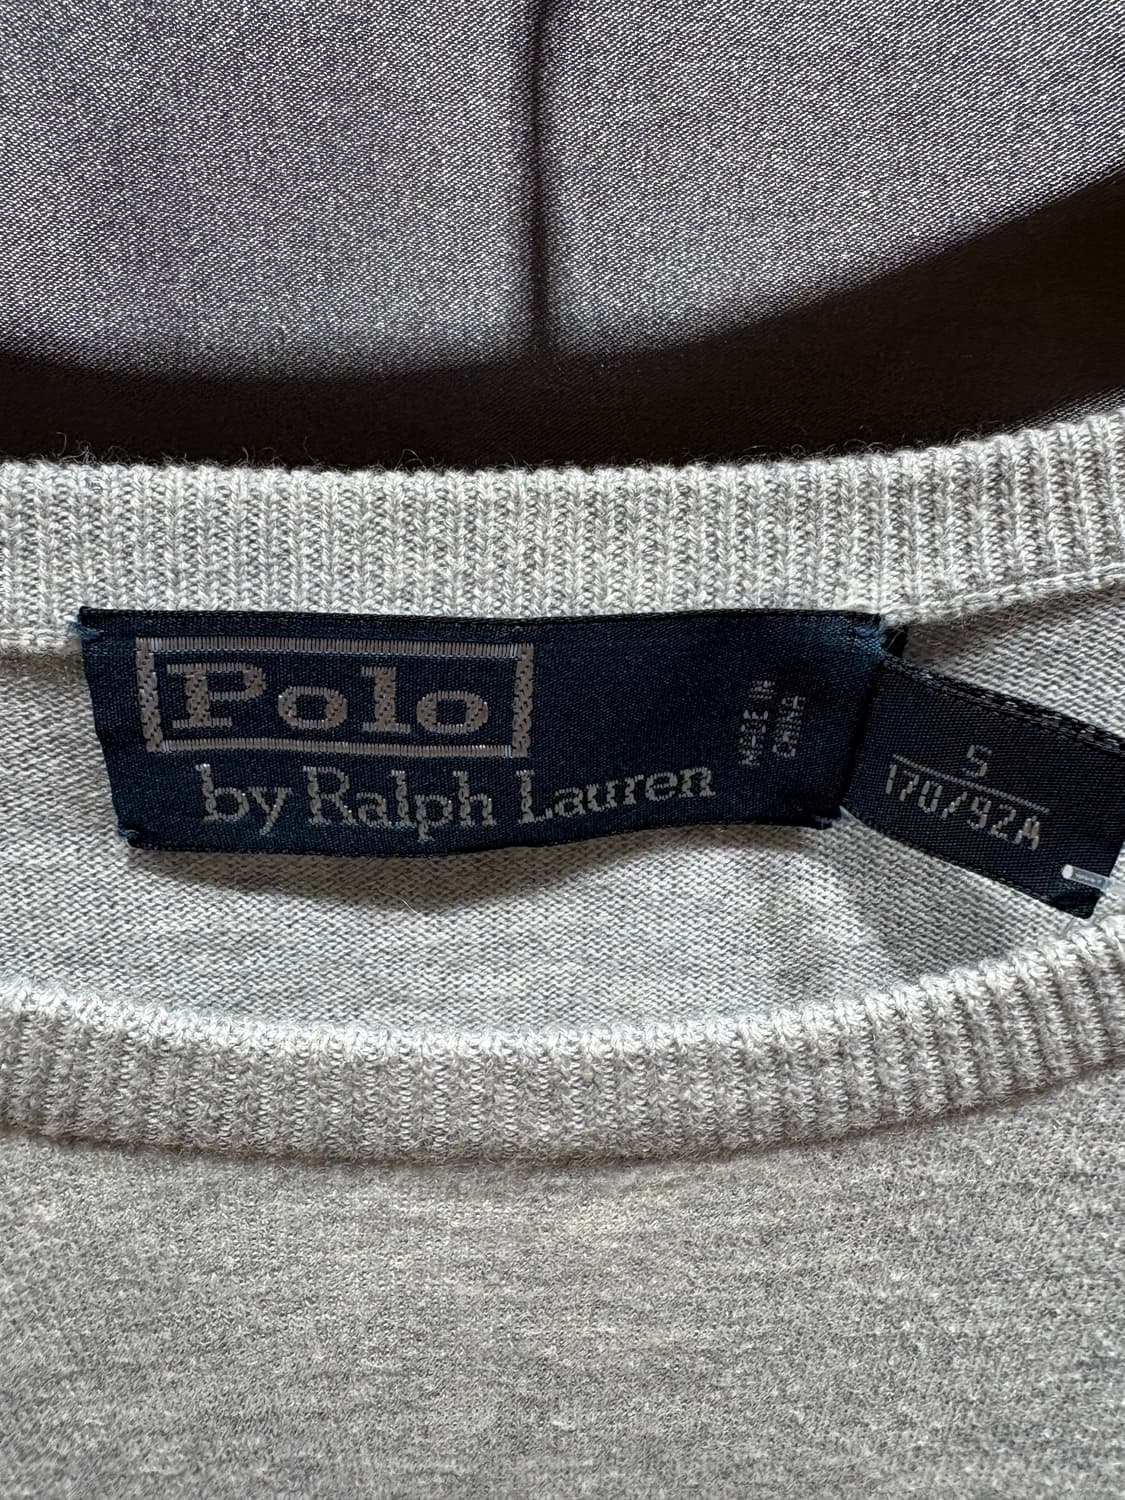 Polo
by Ralph Lauren
MADE IN
CHINA
S
170/92A